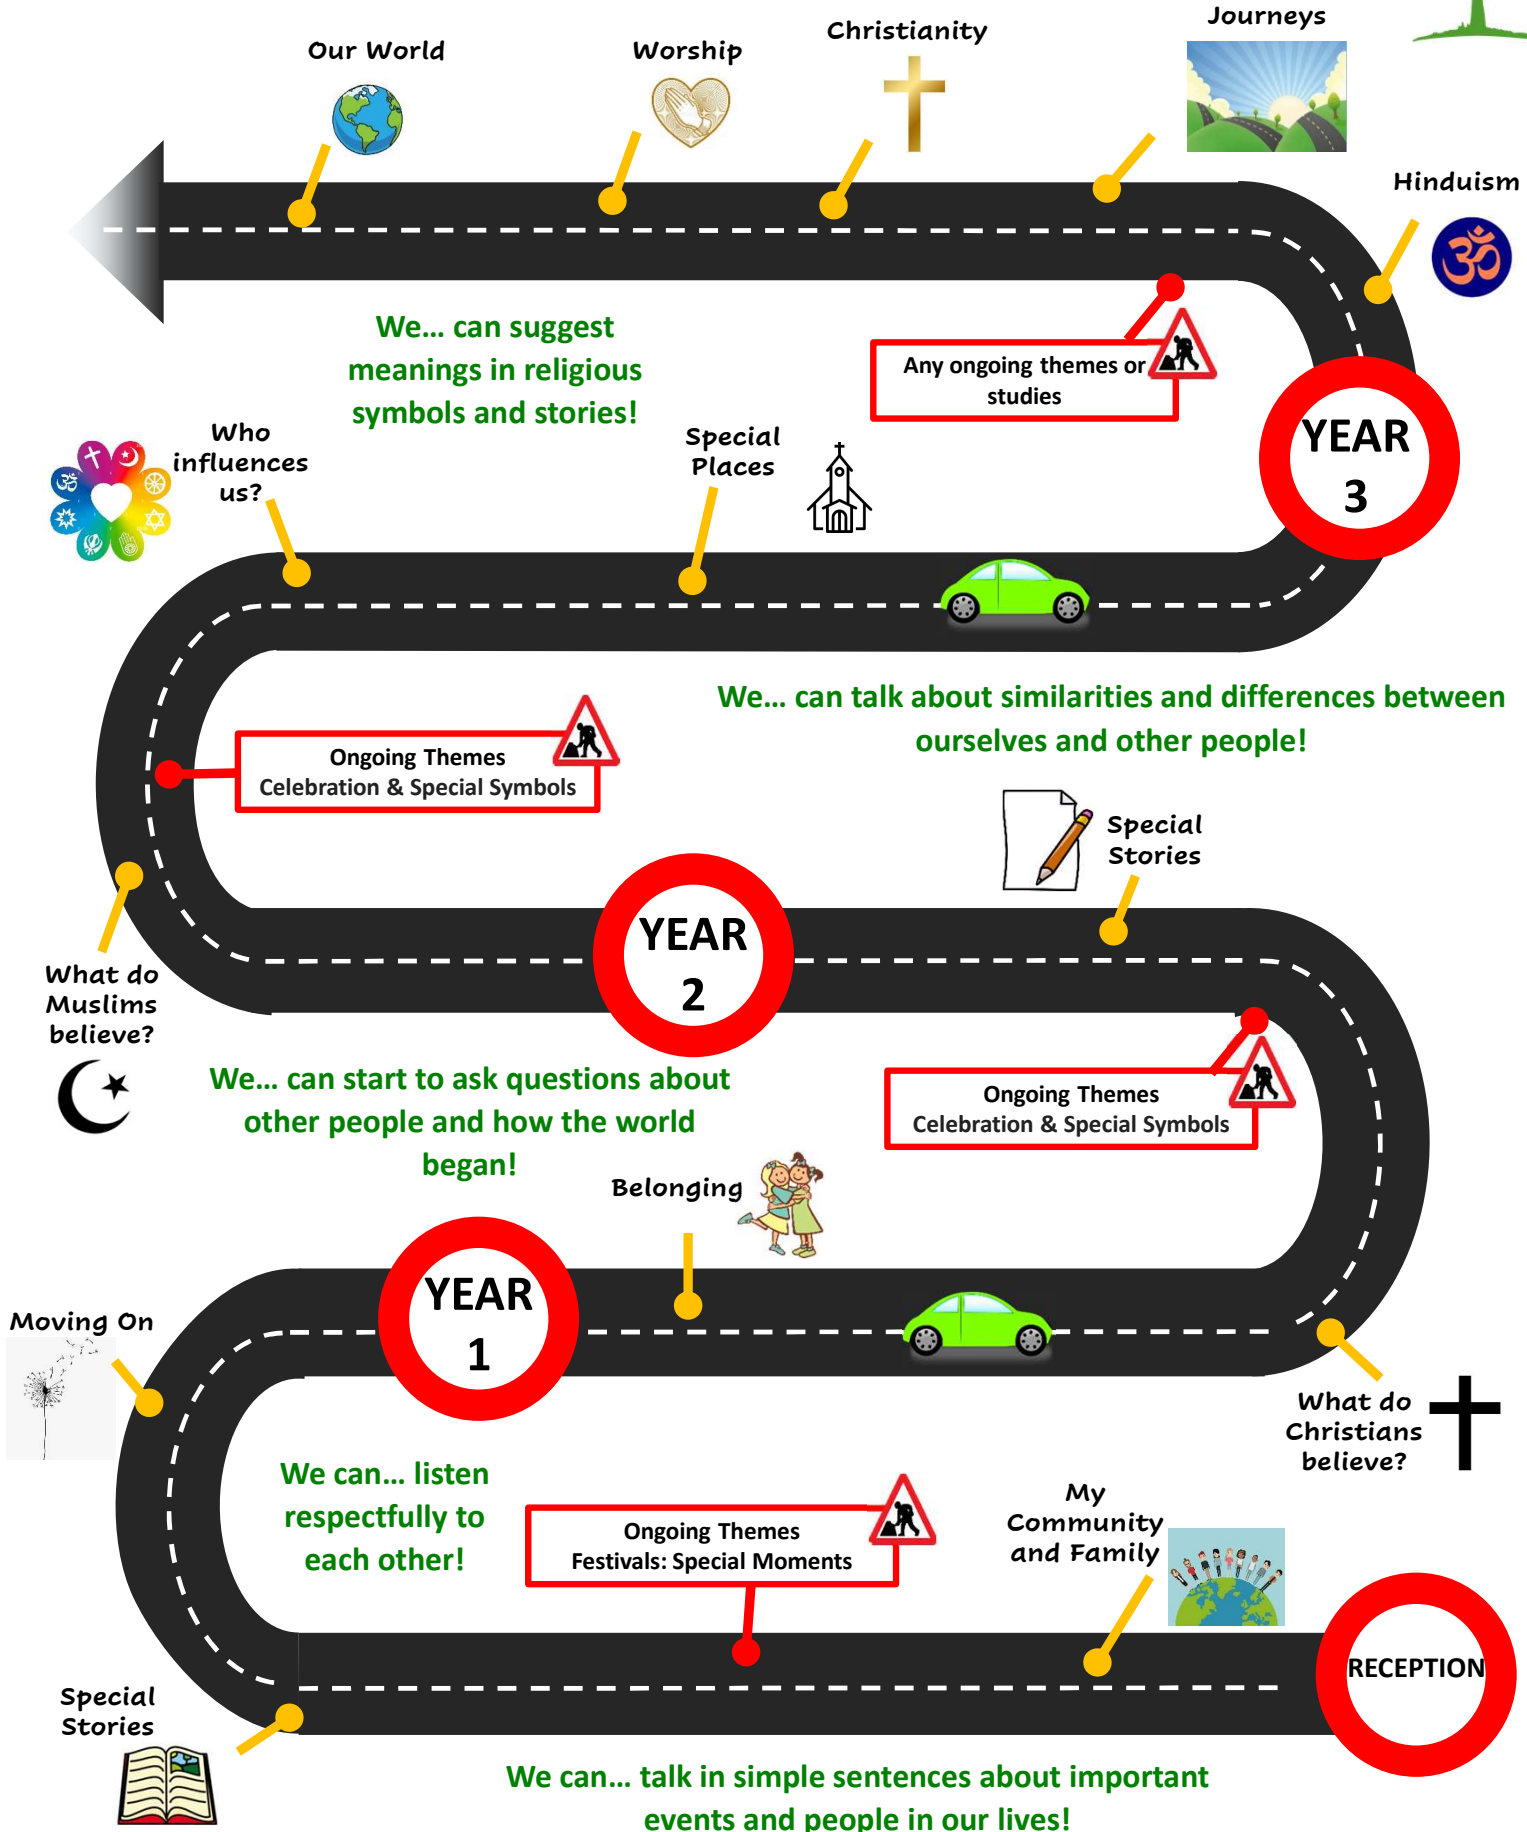 Journeys
Christianity
Our World
Worship
Hinduism
We... can suggest
meanings in religious
symbols and stories!
Any ongoing themes or
studies
YEAR
3
Who
influences
us?
Special
Places
We... can talk about similarities and differences between
ourselves and other people!
Ongoing Themes
Celebration & Special Symbols
Special
Stories
YEAR
2
What do
Muslims
believe?
We... can start to ask questions about
other people and how the world
began!
Ongoing Themes
Celebration & Special Symbols
Belonging
YEAR
1
Moving On
What do
Christians
believe?
We can... listen
respectfully to
each other!
Ongoing Themes
Festivals: Special Moments
My
Community
and Family
RECEPTION
Special
Stories
We can... talk in simple sentences about important
events and people in our lives!